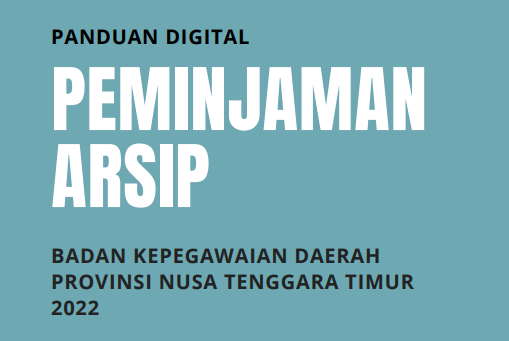 PANDUAN DIGITAL
PEMINJAMAN
ARSIP
BADAN KEPEGAWAIAN DAERAH
PROVINSI NUSA TENGGARA TIMUR
2022